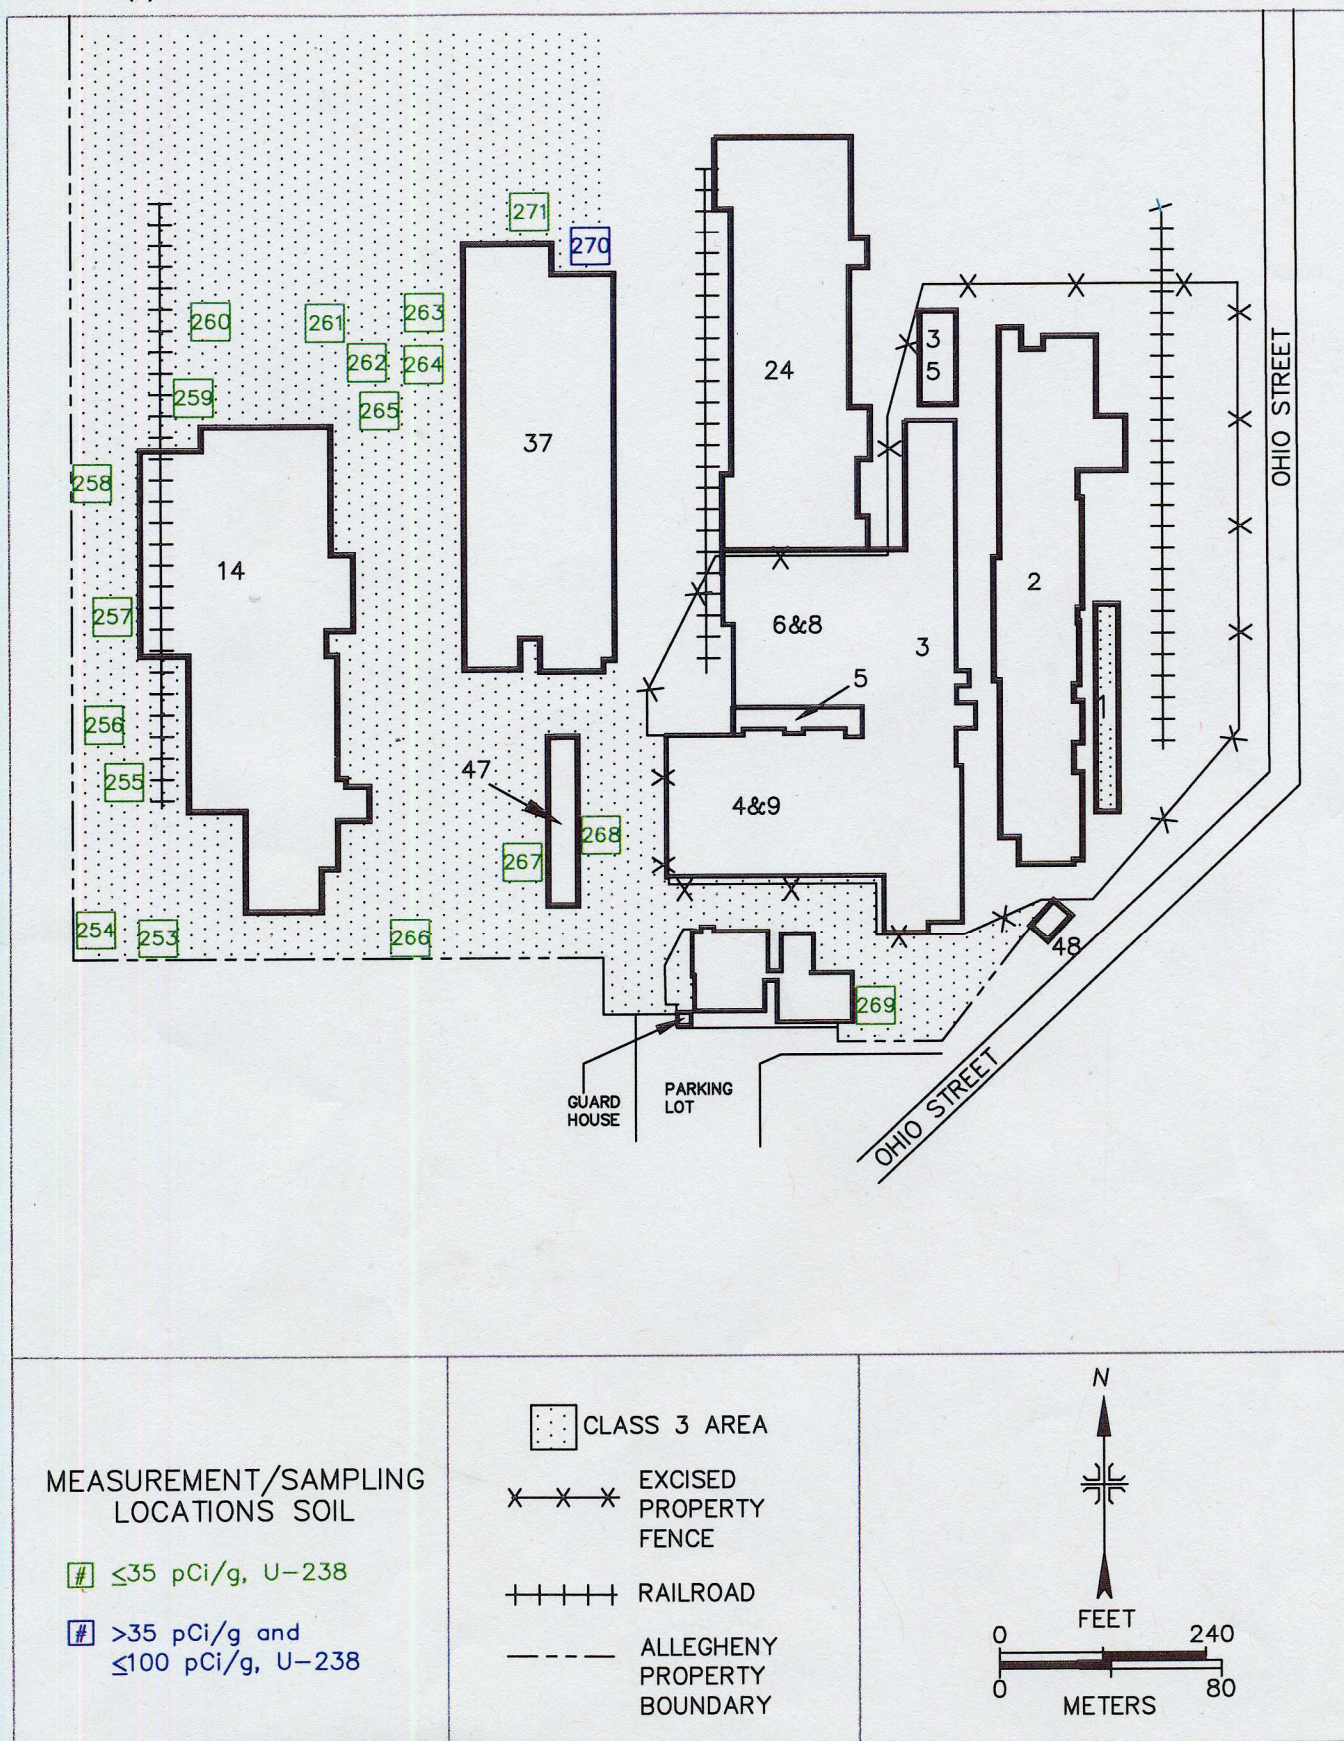 271
270
260
261
263
262
264
259
265
24
3
5
37
258
14
257
2
6&8
3
5
1
256
255
47
4&9
268
267
254
253
266
48
269
OHIO STREET
OHIO STREET
GUARD
HOUSE
PARKING
LOT
MEASUREMENT/SAMPLING
LOCATIONS SOIL
# ≤35 pCi/g, U-238
# >35 pCi/g and
≤100 pCi/g, U-238
CLASS 3 AREA
EXCISED
PROPERTY
FENCE
RAILROAD
ALLEGHENY
PROPERTY
BOUNDARY
N
FEET
0 240
0 80
METERS